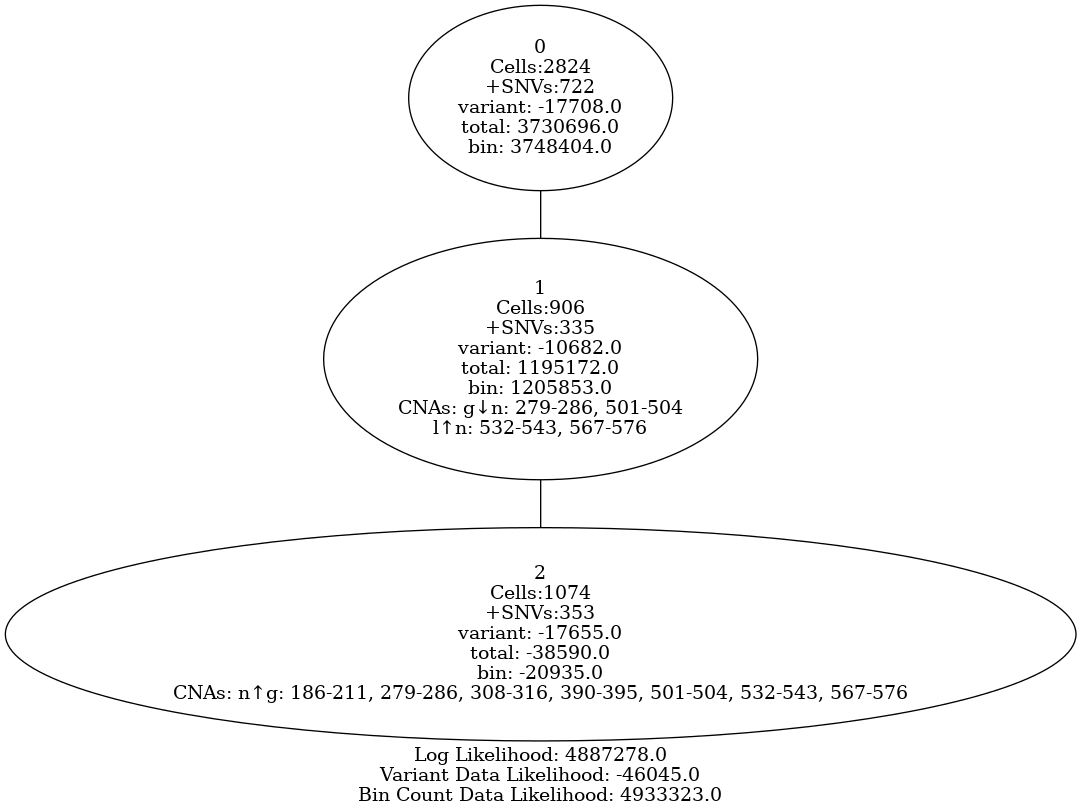 0
Cells:2824
+SNVs:722
variant: -17708.0
total: 3730696.0
bin: 3748404.0
1
Cells:906
+SNVs:335
variant: -10682.0
total: 1195172.0
bin: 1205853.0
CNAs: g↓n: 279-286, 501-504
l↑n: 532-543, 567-576
2
Cells:1074
+SNVs:353
variant: -17655.0
total: -38590.0
bin: -20935.0
CNAs: n↑g: 186-211, 279-286, 308-316, 390-395, 501-504, 532-543, 567-576
Log Likelihood: 4887278.0
Variant Data Likelihood: -46045.0
Bin Count Data Likelihood: 4933323.0